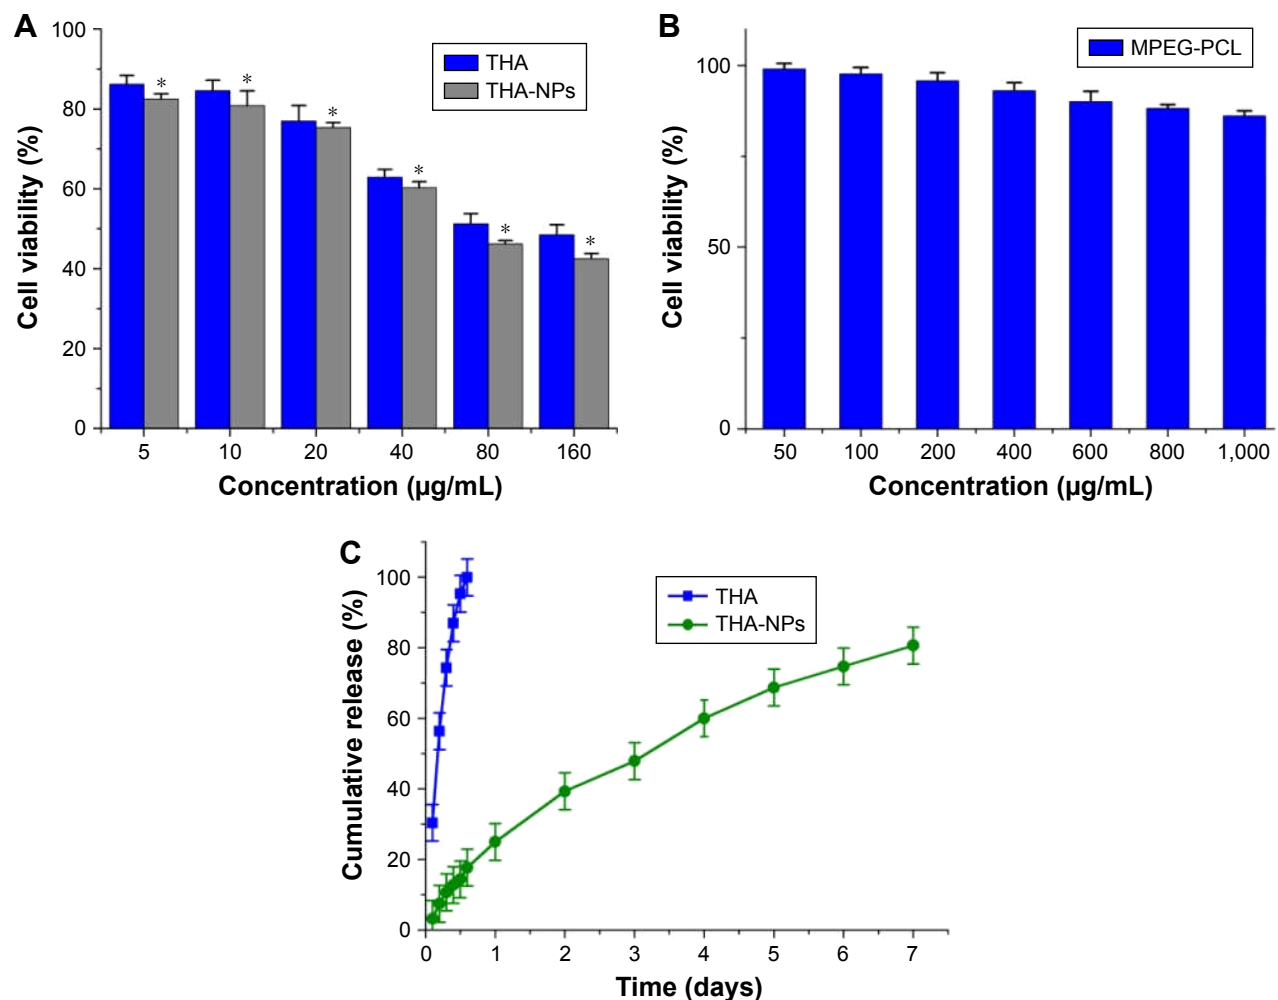 A
100
80
60
40
20
0
Cell viability (%)
THA
THA-NPs
*
*
*
*
*
*
5 10 20 40 80 160
Concentration (µg/mL)
B
100
50
0
Cell viability (%)
MPEG-PCL
50 100 200 400 600 800 1,000
Concentration (µg/mL)
C
100
80
60
40
20
0
Cumulative release (%)
THA
THA-NPs
0 1 2 3 4 5 6 7
Time (days)